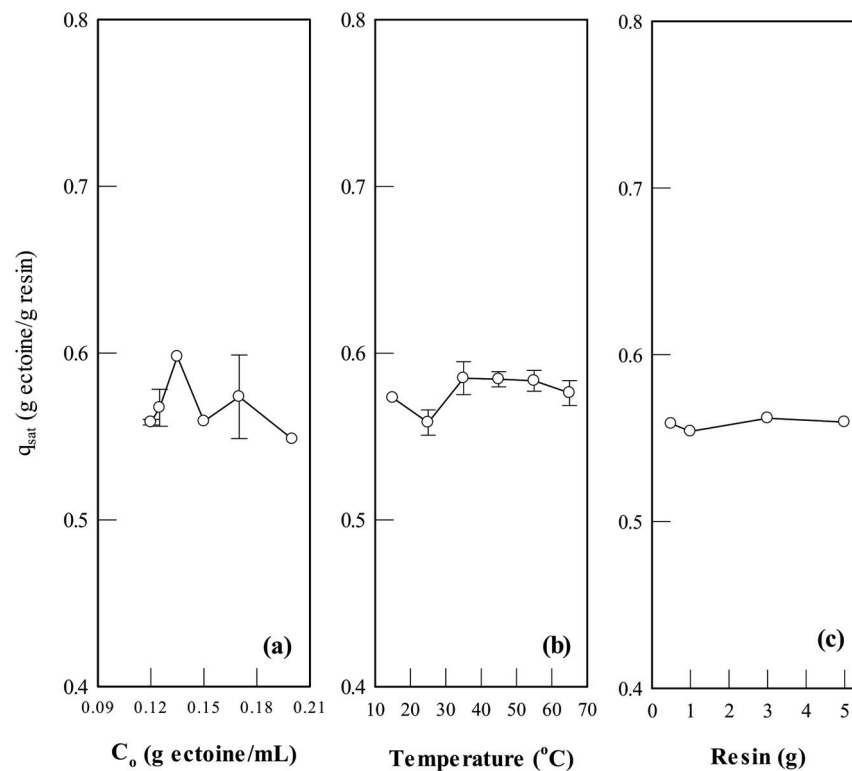 0.8
0.7
0.6
0.5
0.4
q_sat (g ectoine/g resin)
(a)
0.09 0.12 0.15 0.18 0.21
C_o (g ectoine/mL)
0.8
0.7
0.6
0.5
0.4
(b)
10 20 30 40 50 60 70
Temperature (°C)
0.8
0.7
0.6
0.5
0.4
(c)
0 1 2 3 4 5
Resin (g)